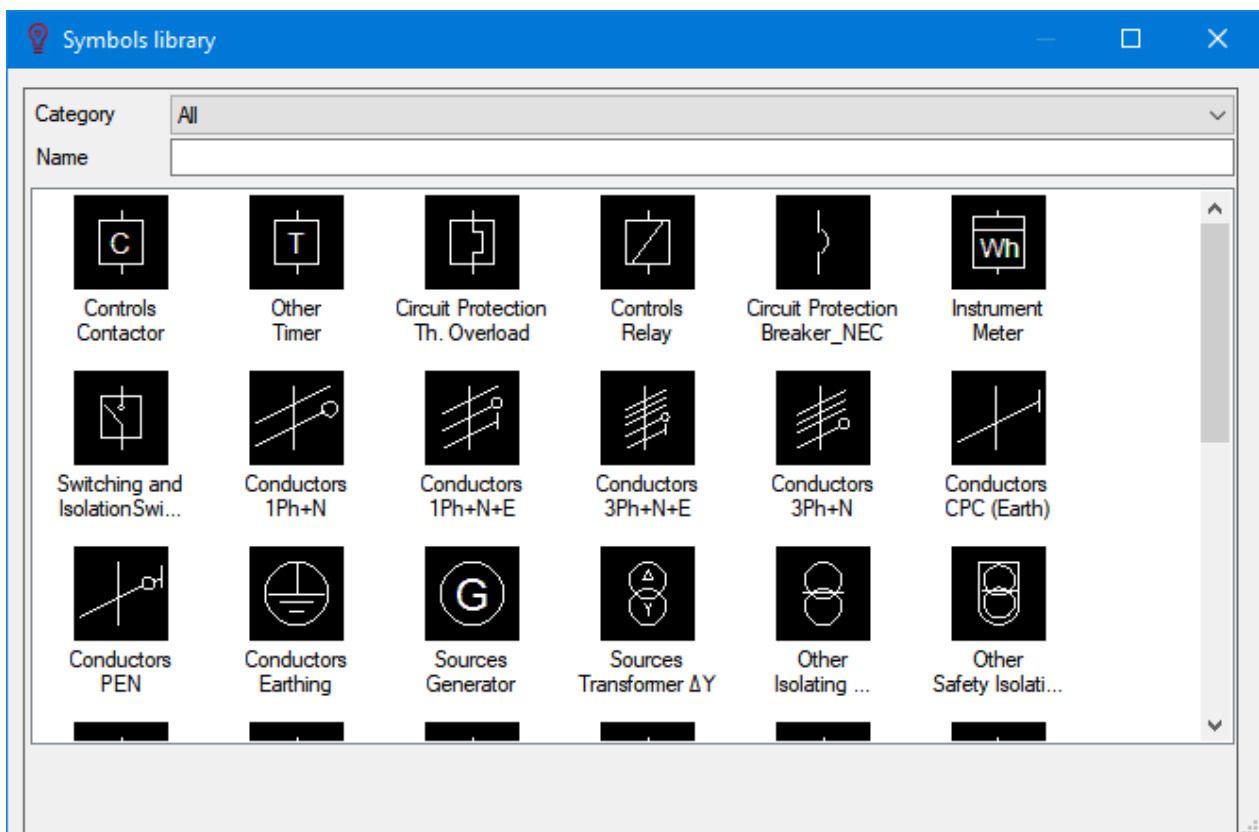 Symbols library
Category All
Name
C T Wh
Controls Other Circuit Protection Controls Circuit Protection Instrument
Contactor Timer Th. Overload Relay Breaker_NEC Meter
Switching and Conductors Conductors Conductors Conductors Conductors
IsolationSwi... 1Ph+N 1Ph+N+E 3Ph+N+E 3Ph+N CPC (Earth)
G Δ Y
Conductors Conductors Sources Sources Other Other
PEN Earthing Generator Transformer ΔY Isolating ... Safety Isolati...